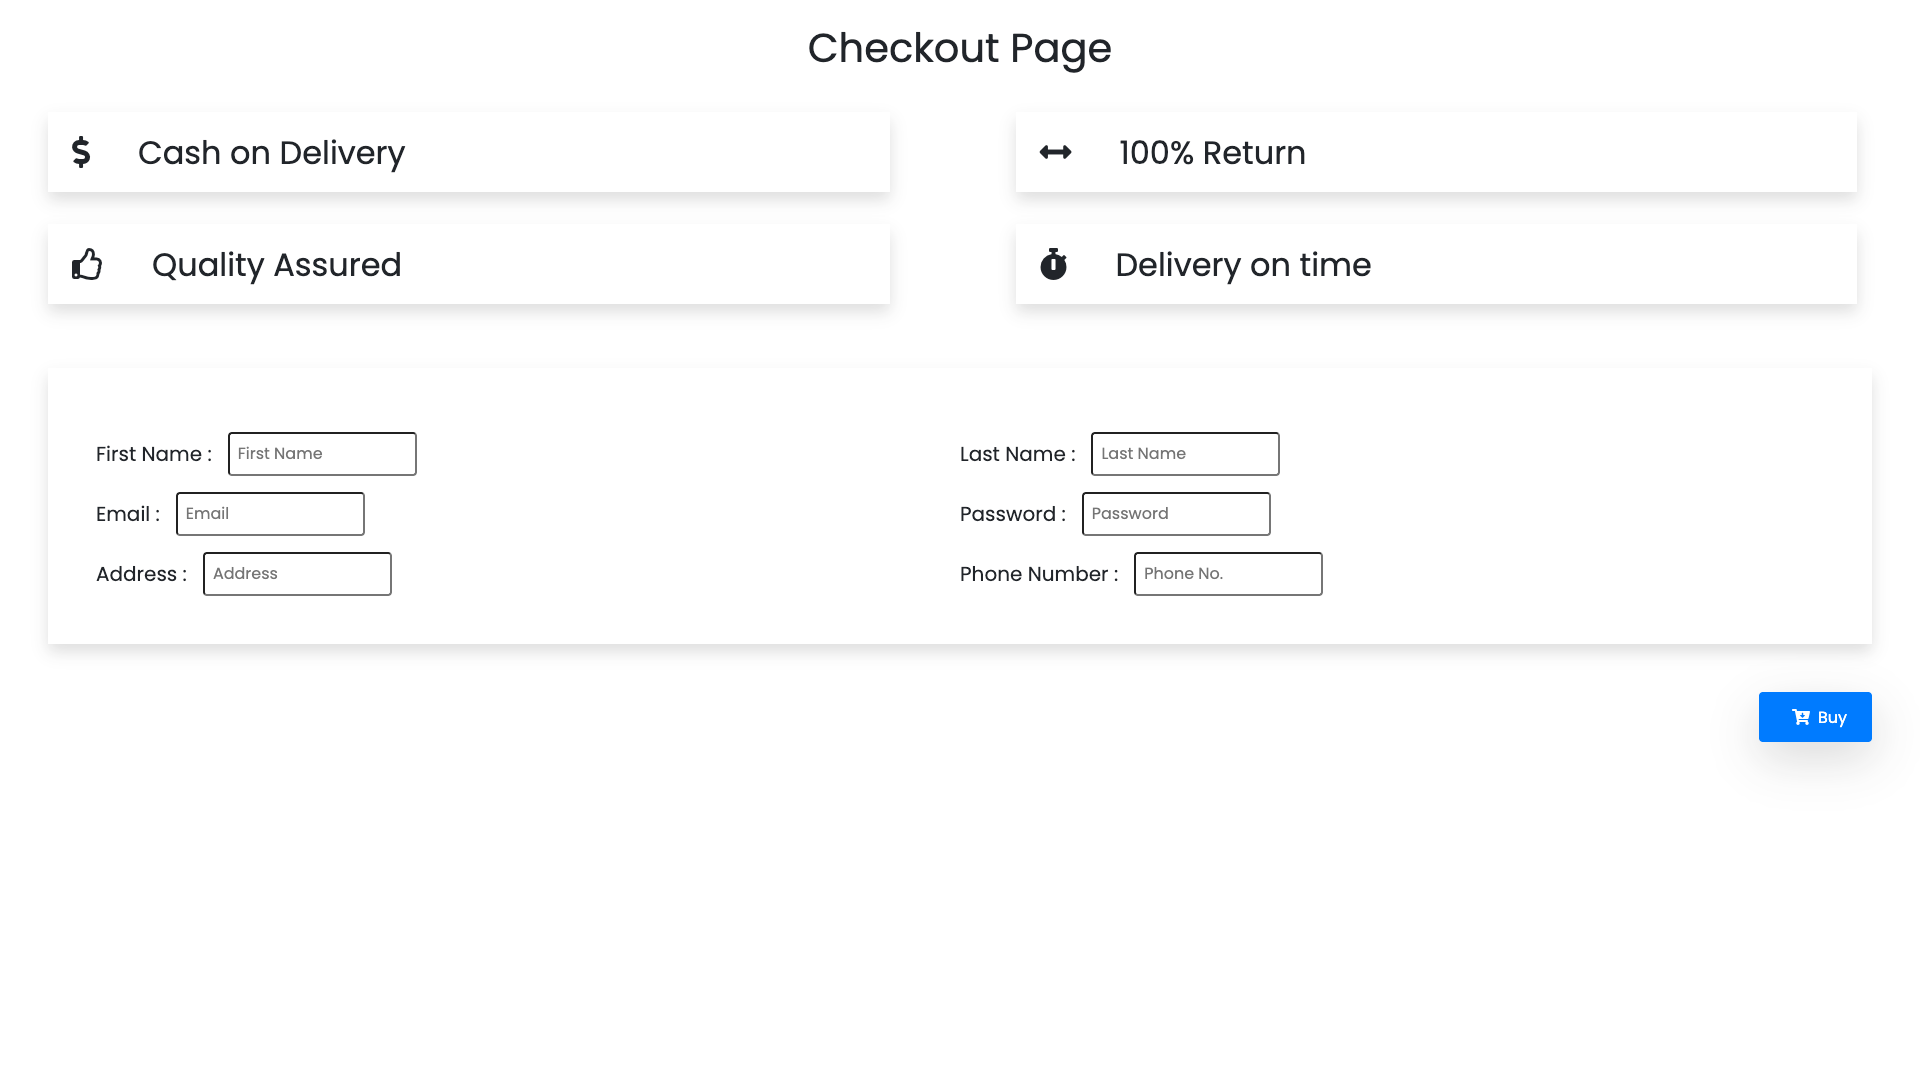 Checkout Page
Cash on Delivery
100% Return
Quality Assured
Delivery on time
First Name : First Name
Last Name : Last Name
Email : Email
Password : Password
Address : Address
Phone Number : Phone No.
Buy